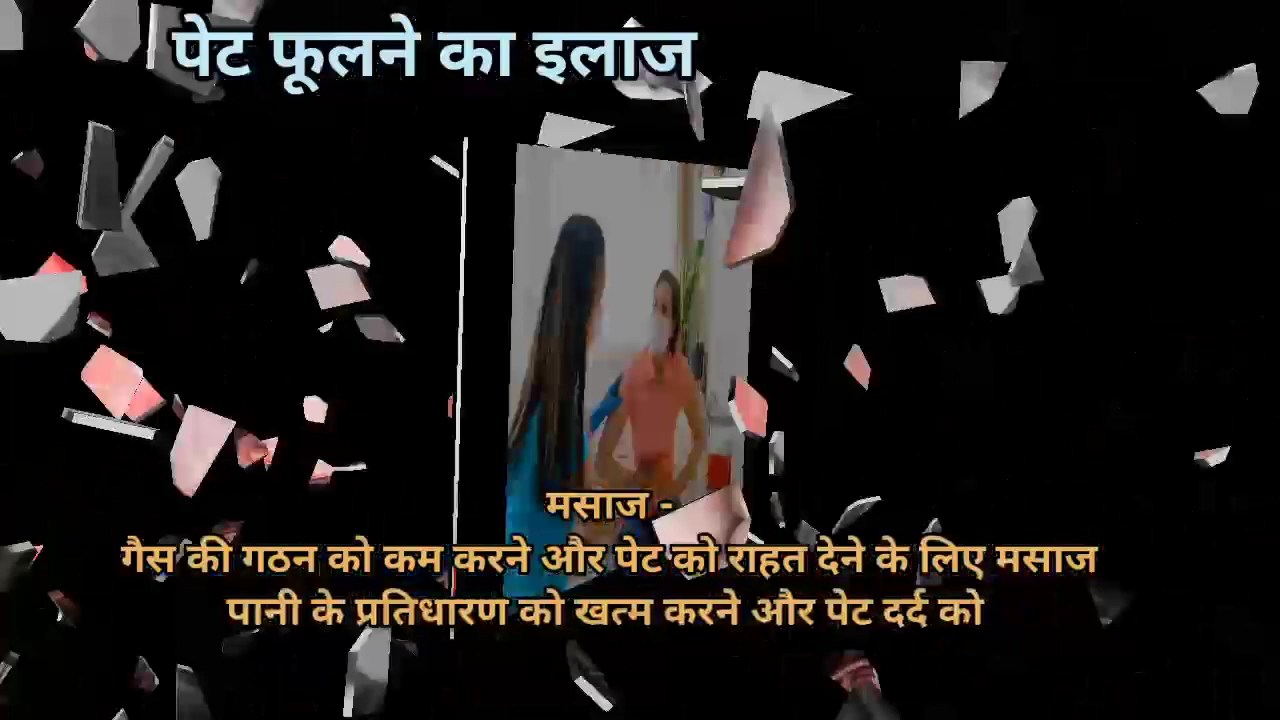 पेट फूलने का इलाज
मसाज -
गैस की गठन को कम करने और पेट को राहत देने के लिए मसाज
पानी के प्रतिधारण को खत्म करने और पेट दर्द को